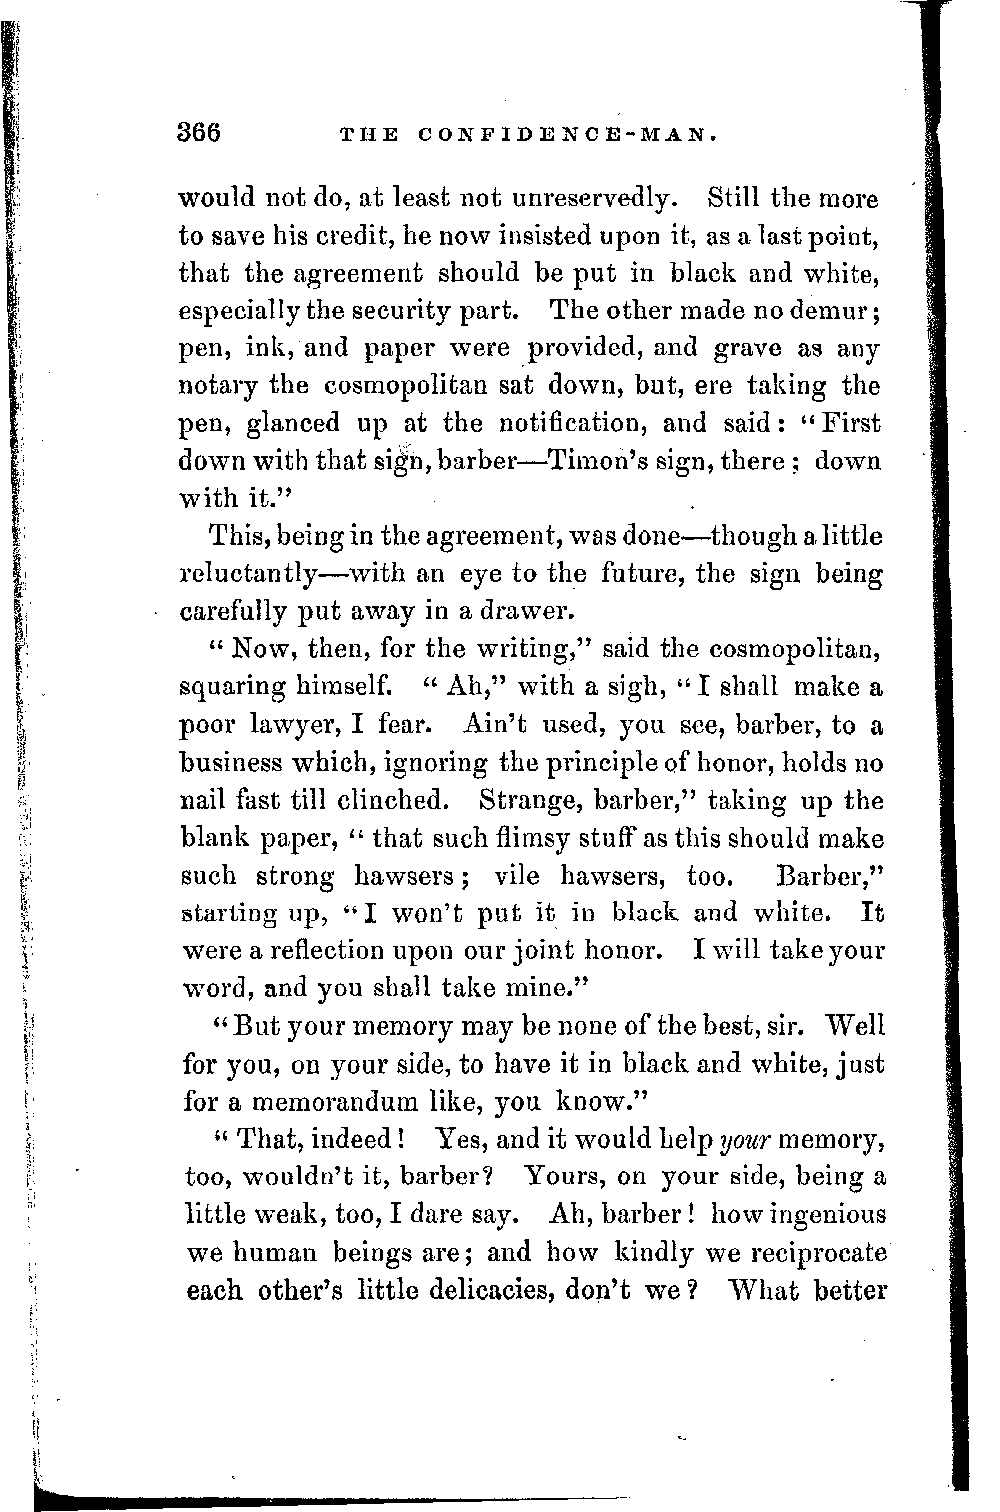 366 THE CONFIDENCE-MAN.
would not do, at least not unreservedly. Still the more
to save his credit, he now insisted upon it, as a last point,
that the agreement should be put in black and white,
especially the security part. The other made no demur;
pen, ink, and paper were provided, and grave as any
notary the cosmopolitan sat down, but, ere taking the
pen, glanced up at the notification, and said: "First
down with that sign, barber—Timon's sign, there; down
with it."
This, being in the agreement, was done—though a little
reluctantly—with an eye to the future, the sign being
carefully put away in a drawer.
"Now, then, for the writing," said the cosmopolitan,
squaring himself. "Ah," with a sigh, "I shall make a
poor lawyer, I fear. Ain't used, you see, barber, to a
business which, ignoring the principle of honor, holds no
nail fast till clinched. Strange, barber," taking up the
blank paper, "that such flimsy stuff as this should make
such strong hawsers; vile hawsers, too. Barber,"
starting up, "I won't put it in black and white. It
were a reflection upon our joint honor. I will take your
word, and you shall take mine."
"But your memory may be none of the best, sir. Well
for you, on your side, to have it in black and white, just
for a memorandum like, you know."
"That, indeed! Yes, and it would help your memory,
too, wouldn't it, barber? Yours, on your side, being a
little weak, too, I dare say. Ah, barber! how ingenious
we human beings are; and how kindly we reciprocate
each other's little delicacies, don't we? What better